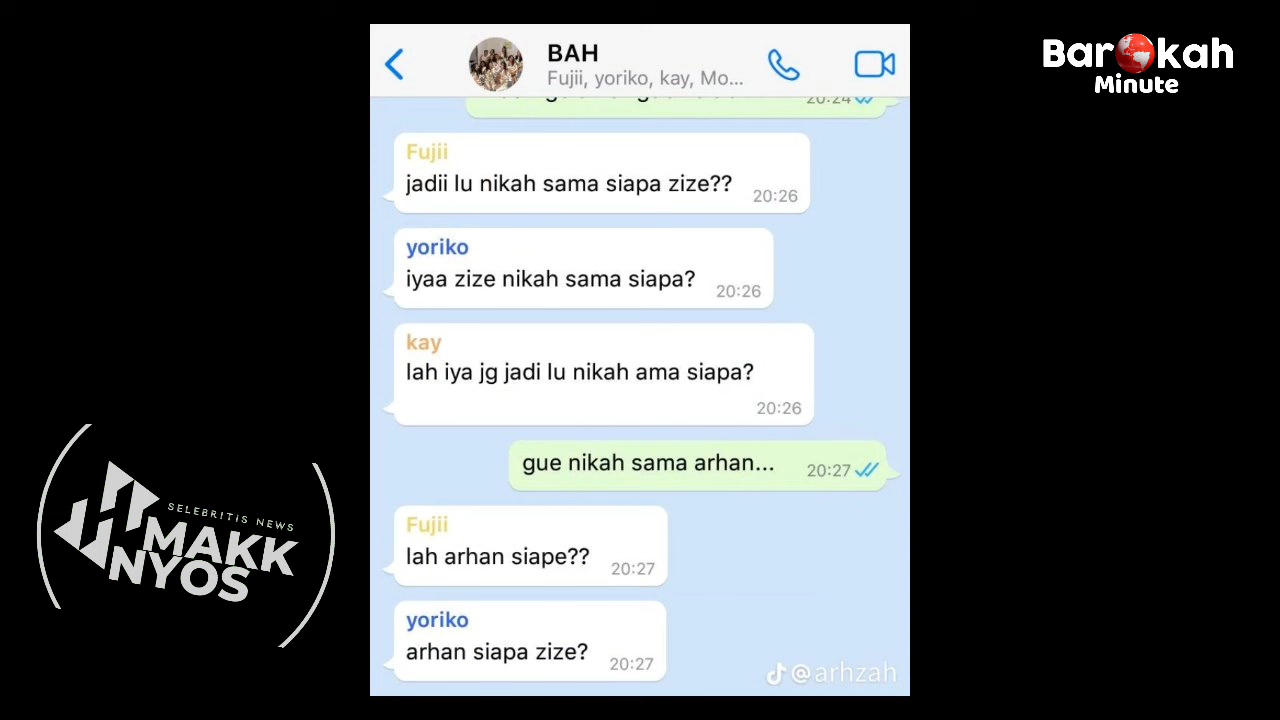 BAH
Fujii, yoriko, kay, Mo...
Barokah
Minute
20:24
Fujii
jadii lu nikah sama siapa zize??
20:26
yoriko
iyaa zize nikah sama siapa?
20:26
kay
lah iya jg jadi lu nikah ama siapa?
20:26
gue nikah sama arhan...
20:27
Fujii
lah arhan siape??
20:27
yoriko
arhan siapa zize?
20:27
@arhzah
SELEBRITIS NEWS
MAKK
NYOS